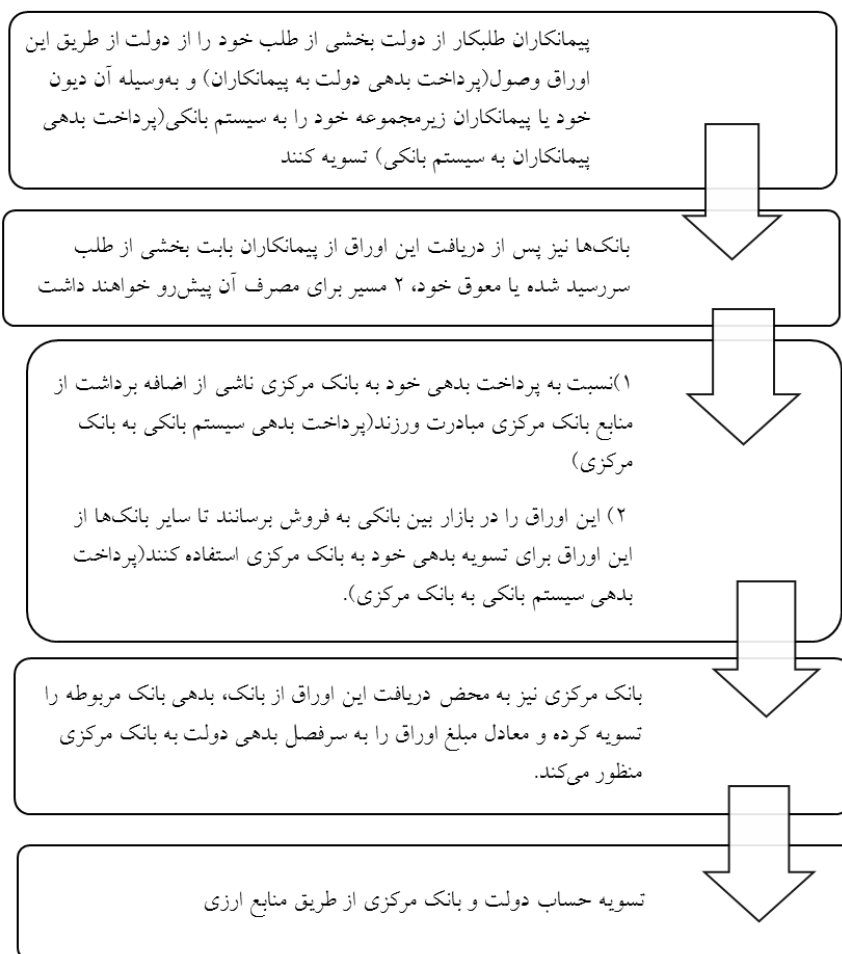 پیمانکاران طلبکار از دولت بخشی از طلب خود را از دولت از طریق این
اوراق وصول(پرداخت بدهی دولت به پیمانکاران) و به‌وسیله آن دیون
خود یا پیمانکاران زیرمجموعه خود را به سیستم بانکی(پرداخت بدهی
پیمانکاران به سیستم بانکی) تسویه کنند
بانک‌ها نیز پس از دریافت این اوراق از پیمانکاران بابت بخشی از طلب
سررسید شده یا معوق خود، ۲ مسیر برای مصرف آن پیش‌رو خواهند داشت
۱)نسبت به پرداخت بدهی خود به بانک مرکزی ناشی از اضافه برداشت از
منابع بانک مرکزی مبادرت ورزند(پرداخت بدهی سیستم بانکی به بانک
مرکزی)
۲) این اوراق را در بازار بین بانکی به فروش برسانند تا سایر بانک‌ها از
این اوراق برای تسویه بدهی خود به بانک مرکزی استفاده کنند(پرداخت
بدهی سیستم بانکی به بانک مرکزی).
بانک مرکزی نیز به محض دریافت این اوراق از بانک، بدهی بانک مربوطه را
تسویه کرده و معادل مبلغ اوراق را به سرفصل بدهی دولت به بانک مرکزی
منظور می‌کند.
تسویه حساب دولت و بانک مرکزی از طریق منابع ارزی